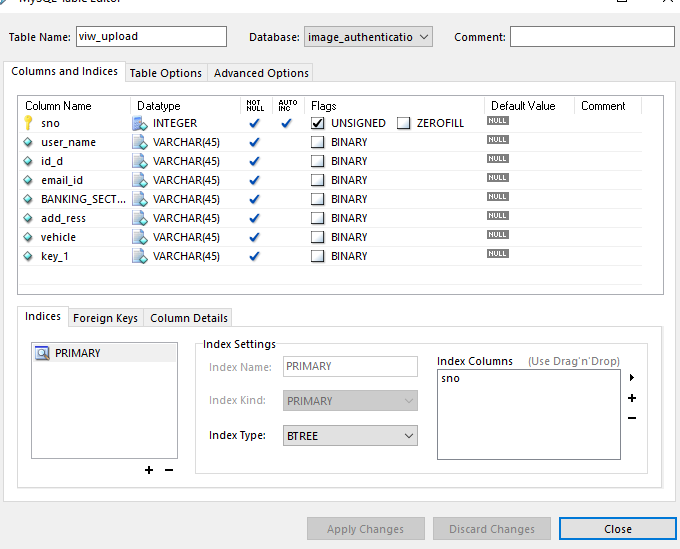 MySQL Table Editor
Table Name: viw_upload Database: image_authenticatio Comment:
Columns and Indices Table Options Advanced Options
Column Name Datatype NOT NULL AUTO INC Flags Default Value Comment
sno INTEGER UNSIGNED ZEROFILL NULL
user_name VARCHAR(45) BINARY NULL
id_d VARCHAR(45) BINARY NULL
email_id VARCHAR(45) BINARY NULL
BANKING_SECT... VARCHAR(45) BINARY NULL
add_ress VARCHAR(45) BINARY NULL
vehicle VARCHAR(45) BINARY NULL
key_1 VARCHAR(45) BINARY NULL
Indices Foreign Keys Column Details
PRIMARY
Index Settings
Index Name: PRIMARY
Index Kind: PRIMARY
Index Type: BTREE
Index Columns (Use Drag'n'Drop)
sno
Apply Changes Discard Changes Close